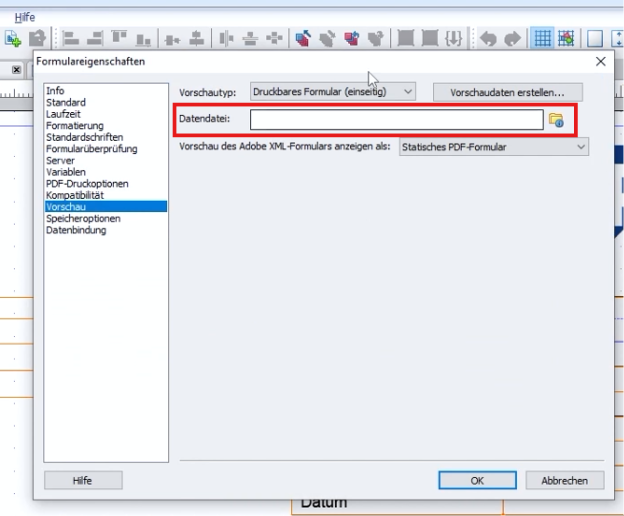 Hilfe
Formulareigenschaften
Info
Standard
Laufzeit
Formatierung
Standardschriften
Formularüberprüfung
Server
Variablen
PDF-Druckoptionen
Kompatibilität
Vorschau
Speicheroptionen
Datenbindung
Vorschautyp: Druckbares Formular (einseitig) Vorschaudaten erstellen...
Datendatei:
Vorschau des Adobe XML-Formulars anzeigen als: Statisches PDF-Formular
Hilfe OK Abbrechen
Datum